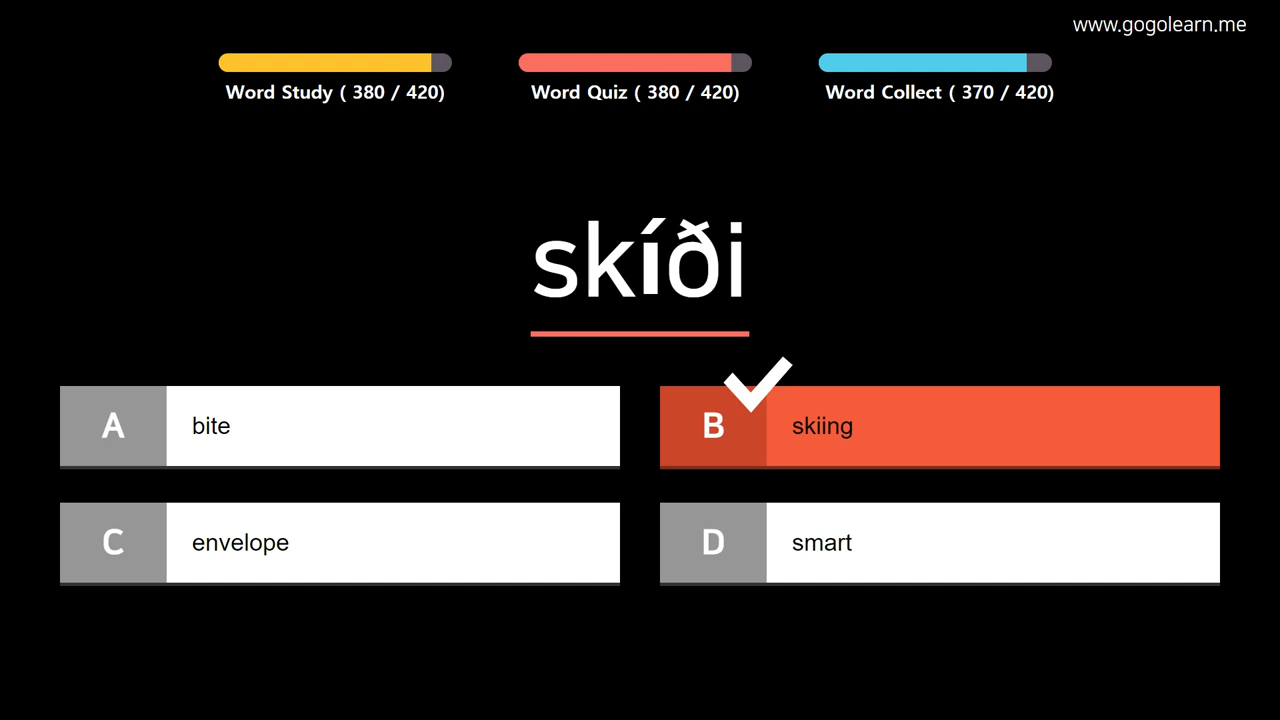 www.gogolearn.me
Word Study ( 380 / 420)
Word Quiz ( 380 / 420)
Word Collect ( 370 / 420)
skíði
A bite
B skiing
C envelope
D smart